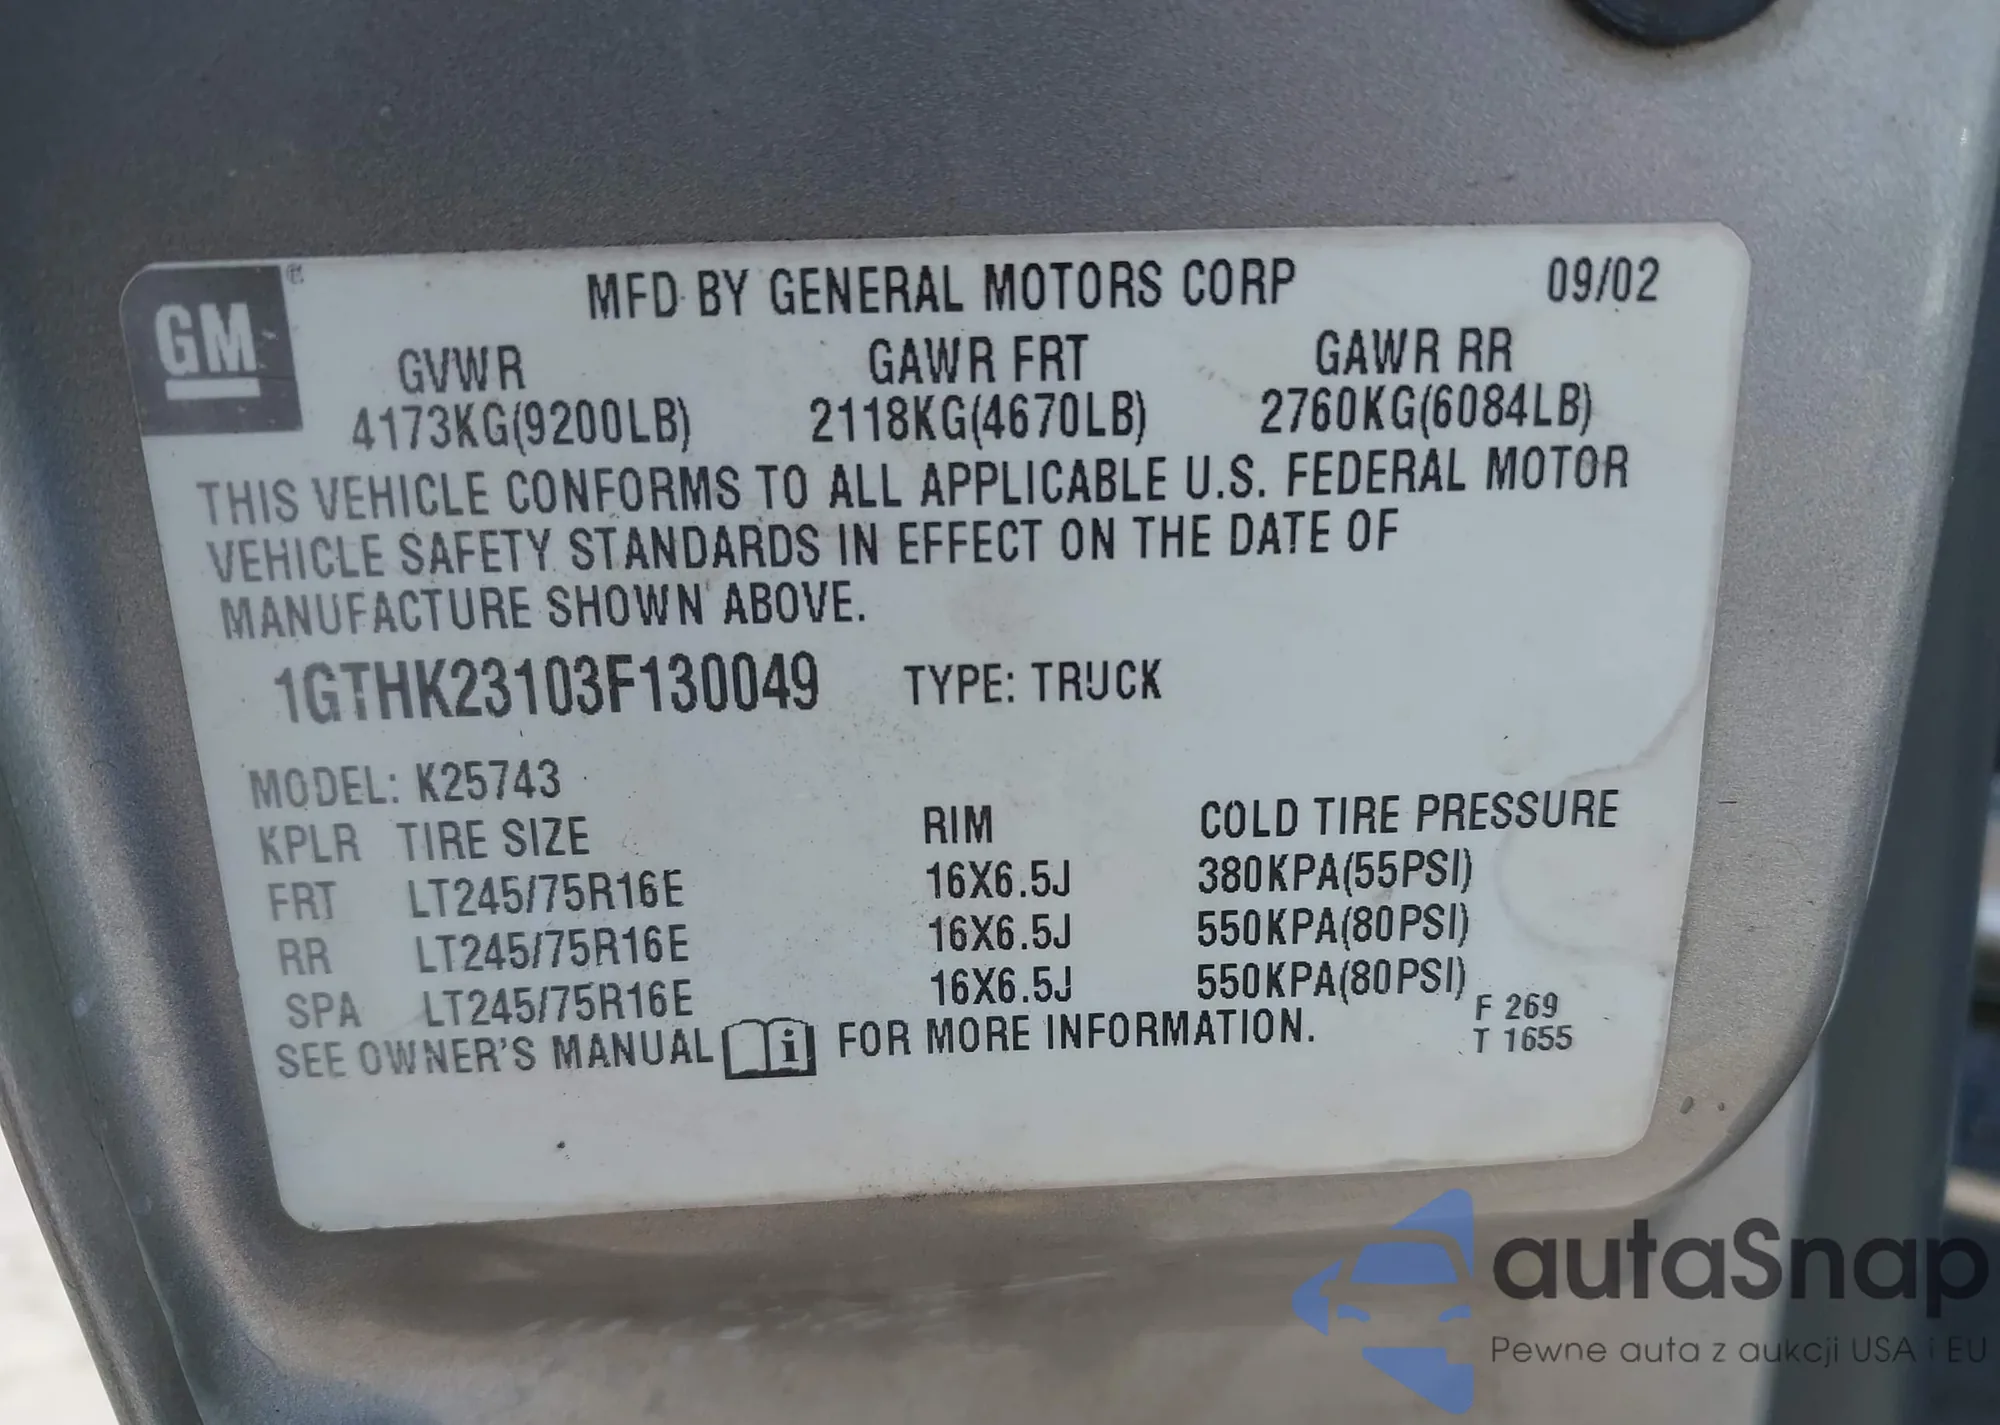 GM ®
MFD BY GENERAL MOTORS CORP 09/02
GVWR GAWR FRT GAWR RR
4173KG(9200LB) 2118KG(4670LB) 2760KG(6084LB)
THIS VEHICLE CONFORMS TO ALL APPLICABLE U.S. FEDERAL MOTOR
VEHICLE SAFETY STANDARDS IN EFFECT ON THE DATE OF
MANUFACTURE SHOWN ABOVE.
1GTHK23103F130049 TYPE: TRUCK
MODEL: K25743
KPLR TIRE SIZE RIM COLD TIRE PRESSURE
FRT LT245/75R16E 16X6.5J 380KPA(55PSI)
RR LT245/75R16E 16X6.5J 550KPA(80PSI)
SPA LT245/75R16E 16X6.5J 550KPA(80PSI)
SEE OWNER'S MANUAL i FOR MORE INFORMATION.
F 269
T 1655
autaSnap
Pewne auta z aukcji USA i EU